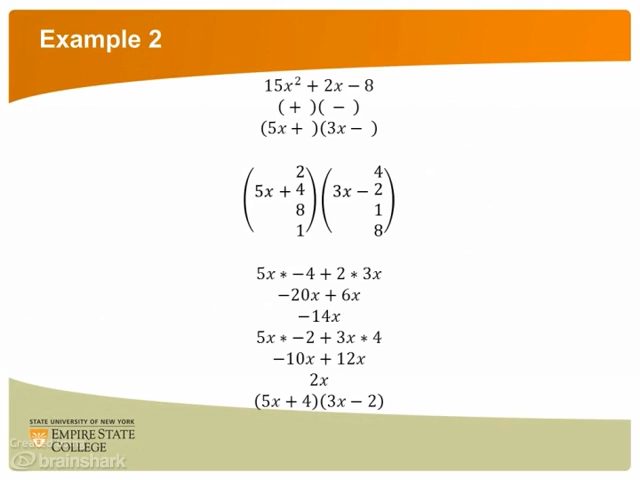 Example 2
15x² + 2x − 8
( + )( − )
(5x + )(3x − )
2 4
(5x + 4)(3x − 2)
8 1
1 8
5x ∗ −4 + 2 ∗ 3x
−20x + 6x
−14x
5x ∗ −2 + 3x ∗ 4
−10x + 12x
2x
(5x + 4)(3x − 2)
STATE UNIVERSITY OF NEW YORK
EMPIRE STATE
COLLEGE
brainshark